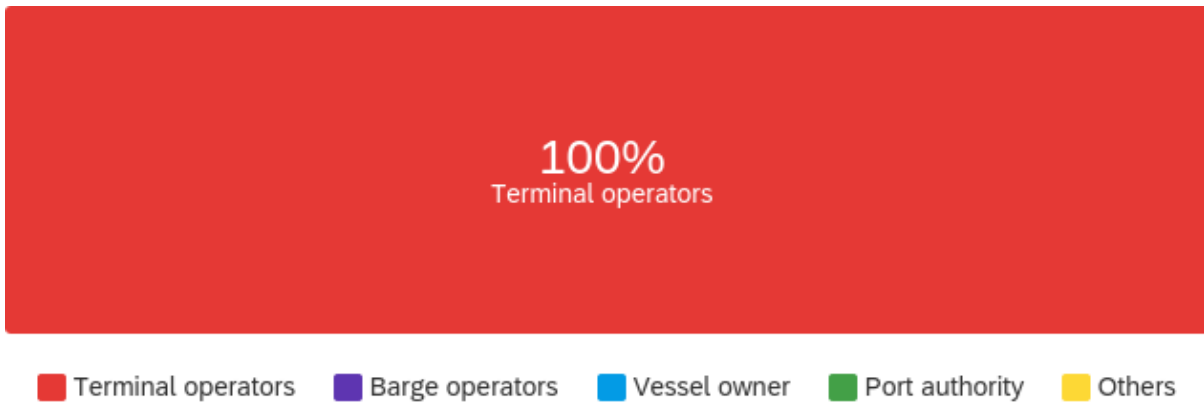 100%
Terminal operators
Terminal operators Barge operators Vessel owner Port authority Others